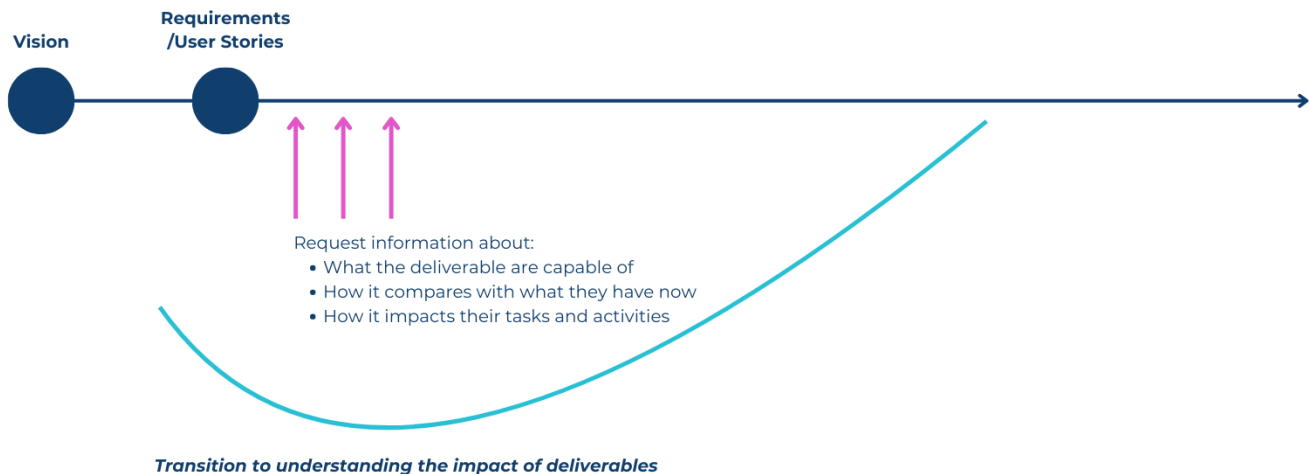 Vision
Requirements
/User Stories
Request information about:
• What the deliverable are capable of
• How it compares with what they have now
• How it impacts their tasks and activities
Transition to understanding the impact of deliverables